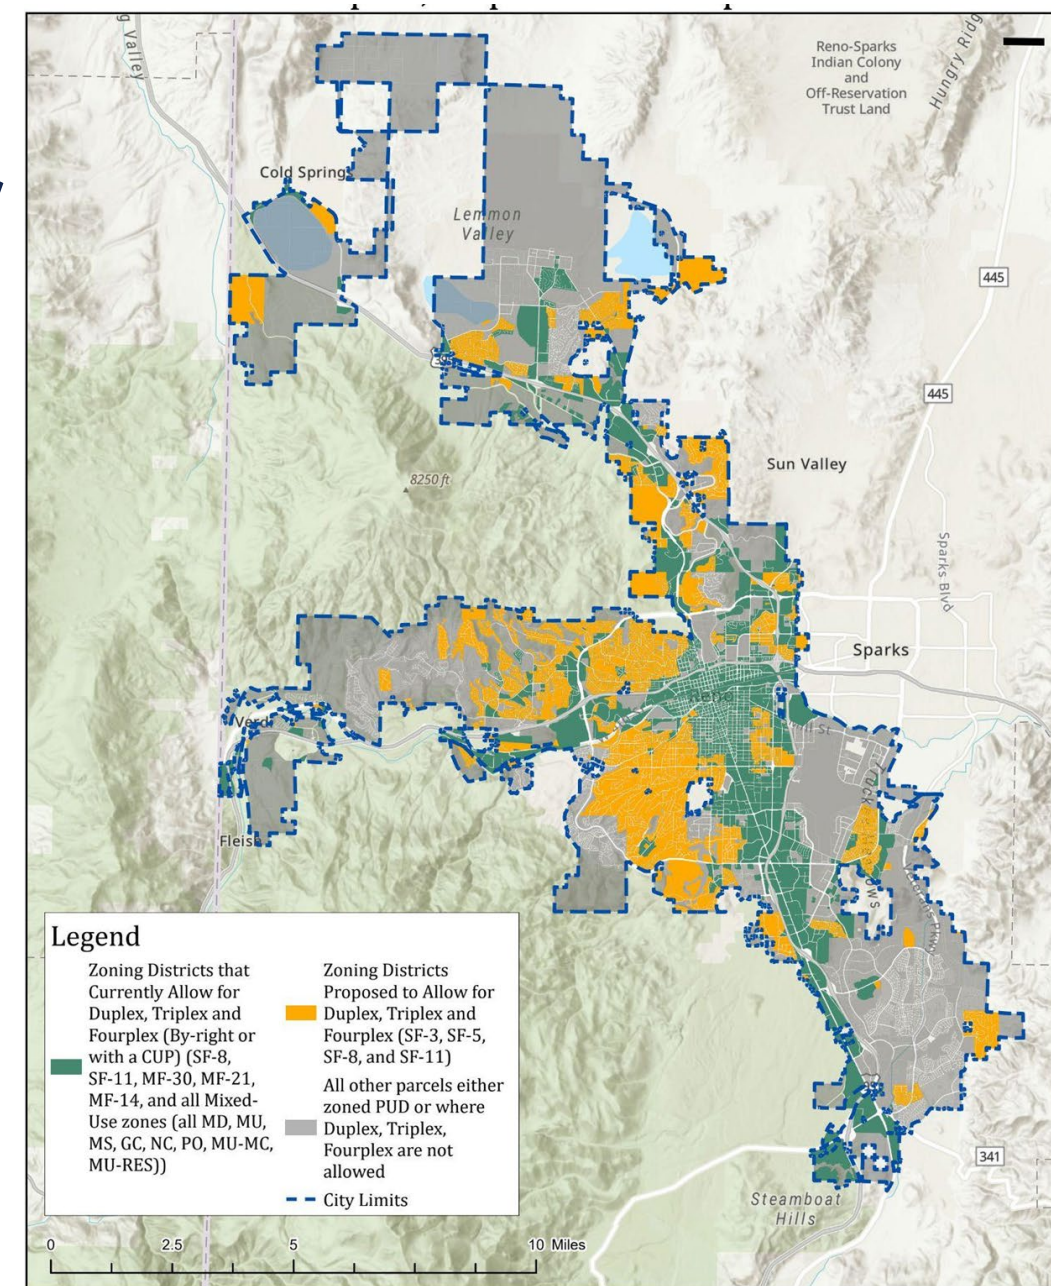 Reno-Sparks
Indian Colony
and
Off-Reservation
Trust Land
Cold Springs
Lemmon
Valley
445
445
8250 ft
Sun Valley
Sparks Blvd
Sparks
Reno
341
Steamboat
Hills
Legend
Zoning Districts that
Currently Allow for
Duplex, Triplex and
Fourplex (By-right or
with a CUP) (SF-8,
SF-11, MF-30, MF-21,
MF-14, and all Mixed-
Use zones (all MD, MU,
MS, GC, NC, PO, MU-MC,
MU-RES))
Zoning Districts
Proposed to Allow for
Duplex, Triplex and
Fourplex (SF-3, SF-5,
SF-8, and SF-11)
All other parcels either
zoned PUD or where
Duplex, Triplex,
Fourplex are not
allowed
City Limits
0 2.5 5 10 Miles